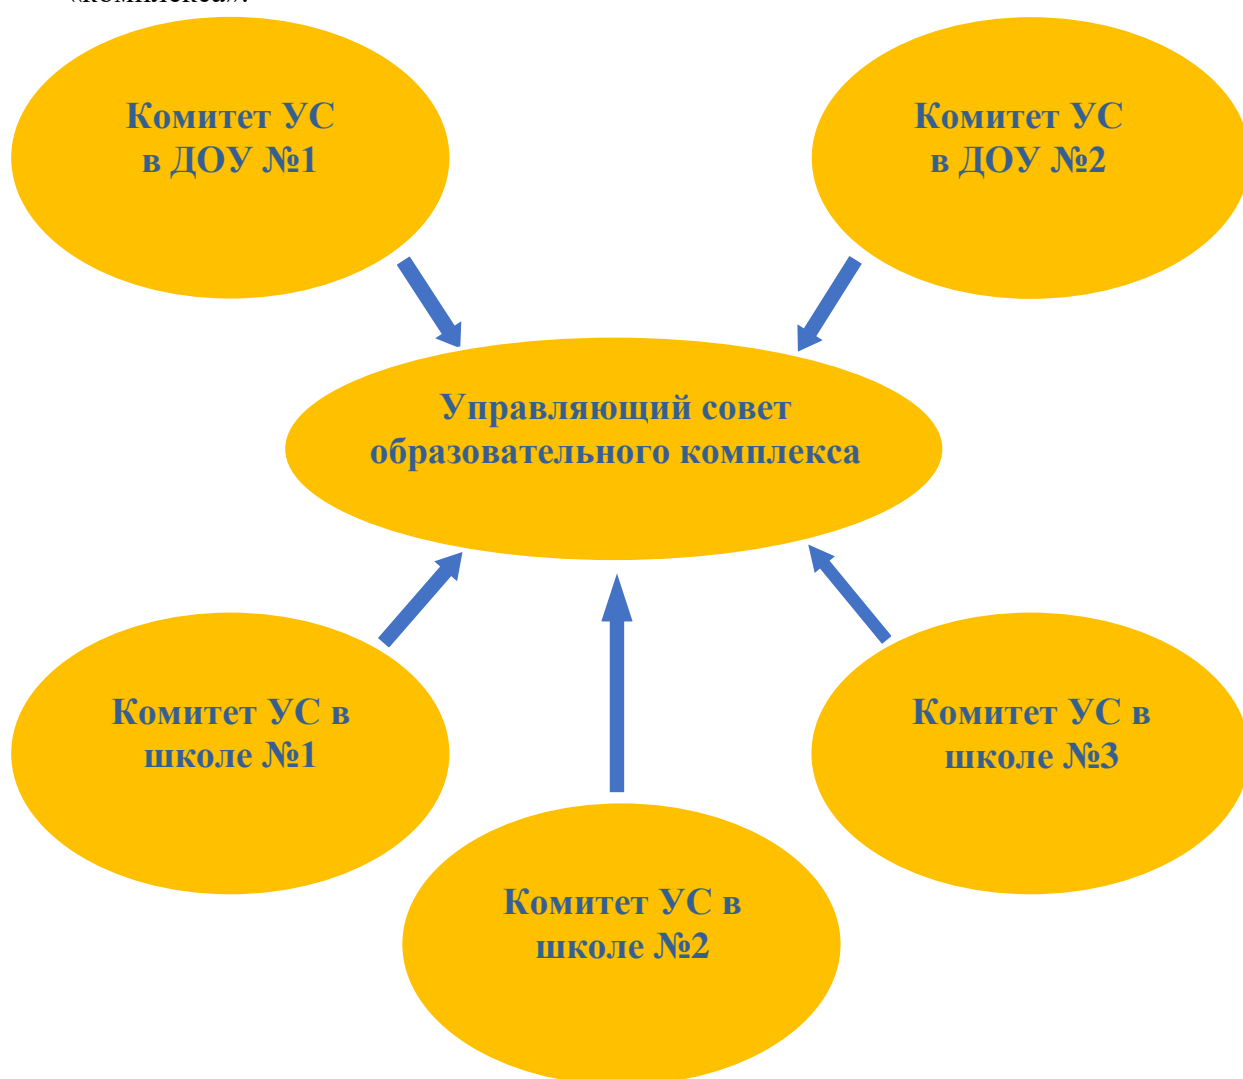 «комплекса».
Комитет УС
в ДОУ №1
Комитет УС
в ДОУ №2
Управляющий совет
образовательного комплекса
Комитет УС в
школе №1
Комитет УС в
школе №3
Комитет УС в
школе №2